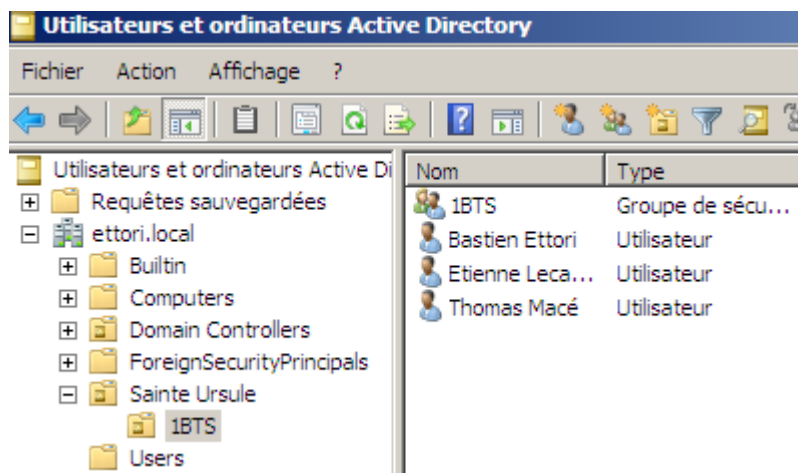 Utilisateurs et ordinateurs Active Directory
Fichier Action Affichage ?
Utilisateurs et ordinateurs Active Di
Requêtes sauvegardées
ettori.local
Builtin
Computers
Domain Controllers
ForeignSecurityPrincipals
Sainte Ursule
1BTS
Users
Nom Type
1BTS Groupe de sécu...
Bastien Ettori Utilisateur
Etienne Leca... Utilisateur
Thomas Macé Utilisateur